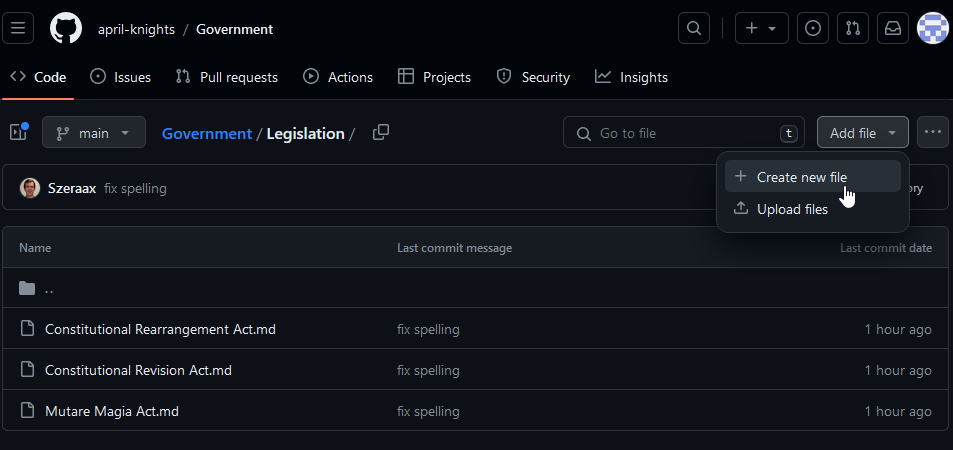 april-knights / Government
Code Issues Pull requests Actions Projects Security Insights
main Government / Legislation / Go to file t Add file
Create new file
Szeraax fix spelling
Upload files
Name Last commit message Last commit date
..
Constitutional Rearrangement Act.md fix spelling 1 hour ago
Constitutional Revision Act.md fix spelling 1 hour ago
Mutare Magia Act.md fix spelling 1 hour ago